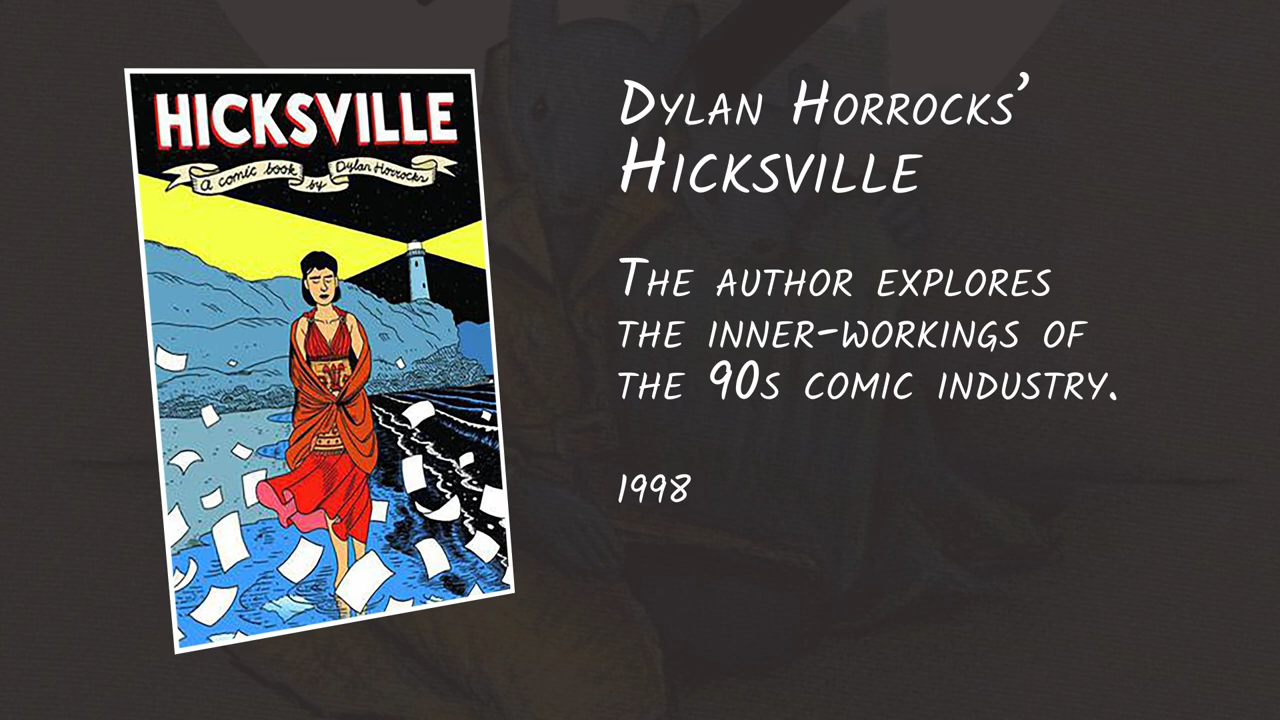 HICKSVILLE
a comic book by Dylan Horrocks
Dylan Horrocks’
Hicksville
The author explores
the inner-workings of
the 90s comic industry.
1998